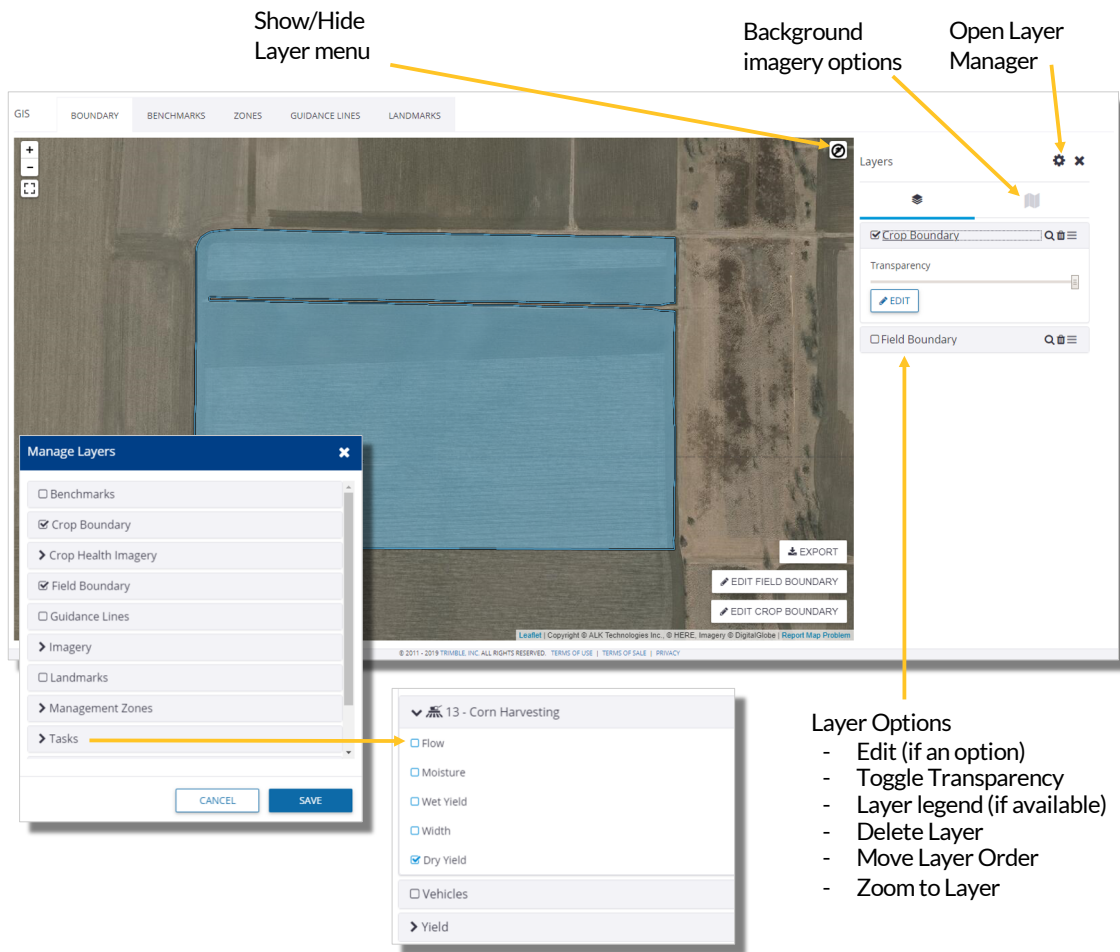 Show/Hide
Layer menu
Background
imagery options
Open Layer
Manager
GIS
BOUNDARY
BENCHMARKS
ZONES
GUIDANCE LINES
LANDMARKS
+
−
Layers
Crop Boundary
Transparency
EDIT
Field Boundary
Manage Layers
Benchmarks
Crop Boundary
Crop Health Imagery
Field Boundary
Guidance Lines
Imagery
Landmarks
Management Zones
Tasks
CANCEL
SAVE
EXPORT
EDIT FIELD BOUNDARY
EDIT CROP BOUNDARY
Leaflet | Copyright © ALK Technologies Inc., © HERE, Imagery © DigitalGlobe | Report Map Problem
© 2011 - 2019 TRIMBLE, INC. ALL RIGHTS RESERVED. TERMS OF USE | TERMS OF SALE | PRIVACY
13 - Corn Harvesting
Flow
Moisture
Wet Yield
Width
Dry Yield
Vehicles
Yield
Layer Options
- Edit (if an option)
- Toggle Transparency
- Layer legend (if available)
- Delete Layer
- Move Layer Order
- Zoom to Layer